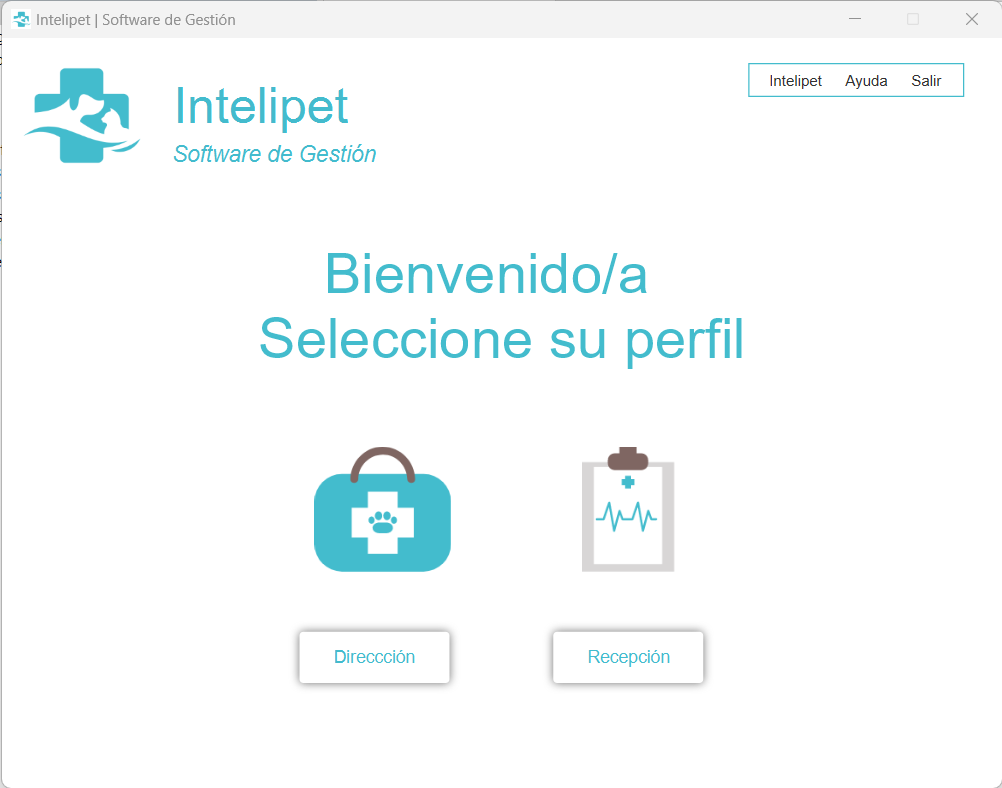 Intelipet | Software de Gestión
Intelipet Ayuda Salir
Intelipet
Software de Gestión
Bienvenido/a
Seleccione su perfil
Direccción
Recepción